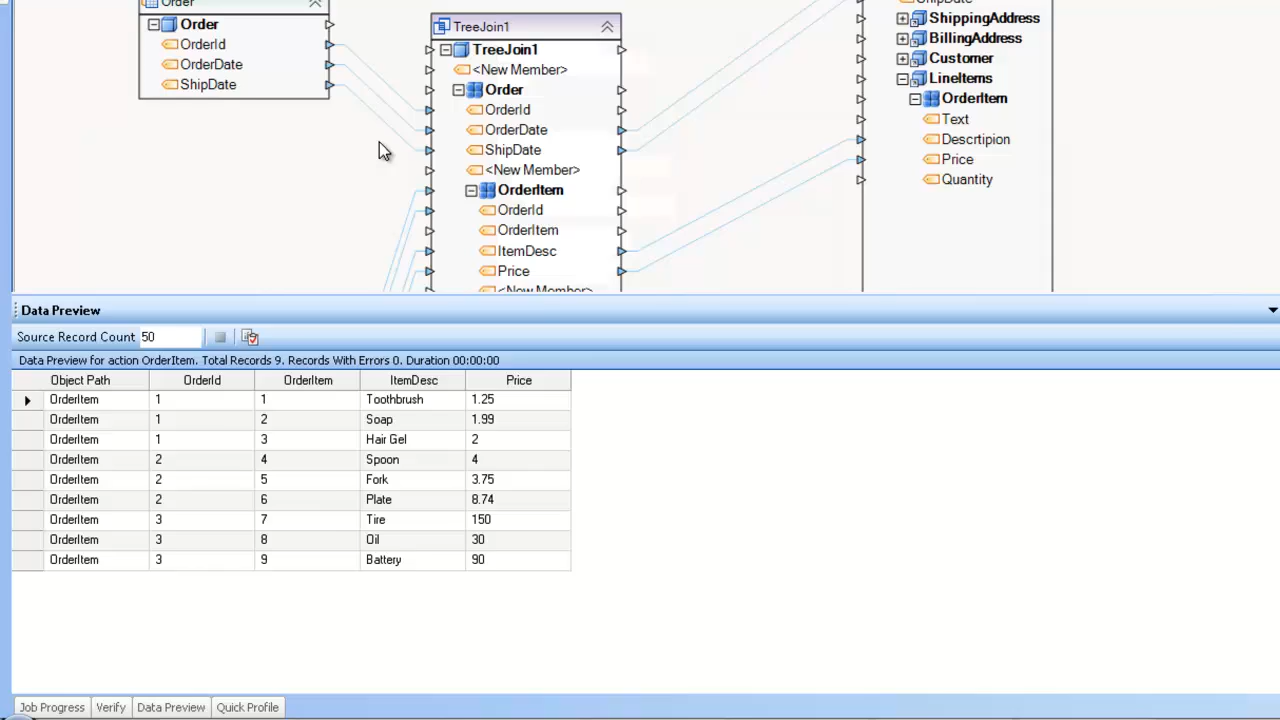 Order
Order
OrderId
OrderDate
ShipDate
TreeJoin1
TreeJoin1
<New Member>
Order
OrderId
OrderDate
ShipDate
<New Member>
OrderItem
OrderId
OrderItem
ItemDesc
Price
<New Member>
ShipDate
ShippingAddress
BillingAddress
Customer
LineItems
OrderItem
Text
Descrtipion
Price
Quantity
Data Preview
Source Record Count 50
Data Preview for action OrderItem. Total Records 9. Records With Errors 0. Duration 00:00:00
Object Path OrderId OrderItem ItemDesc Price
OrderItem 1 1 Toothbrush 1.25
OrderItem 1 2 Soap 1.99
OrderItem 1 3 Hair Gel 2
OrderItem 2 4 Spoon 4
OrderItem 2 5 Fork 3.75
OrderItem 2 6 Plate 8.74
OrderItem 3 7 Tire 150
OrderItem 3 8 Oil 30
OrderItem 3 9 Battery 90
Job Progress Verify Data Preview Quick Profile